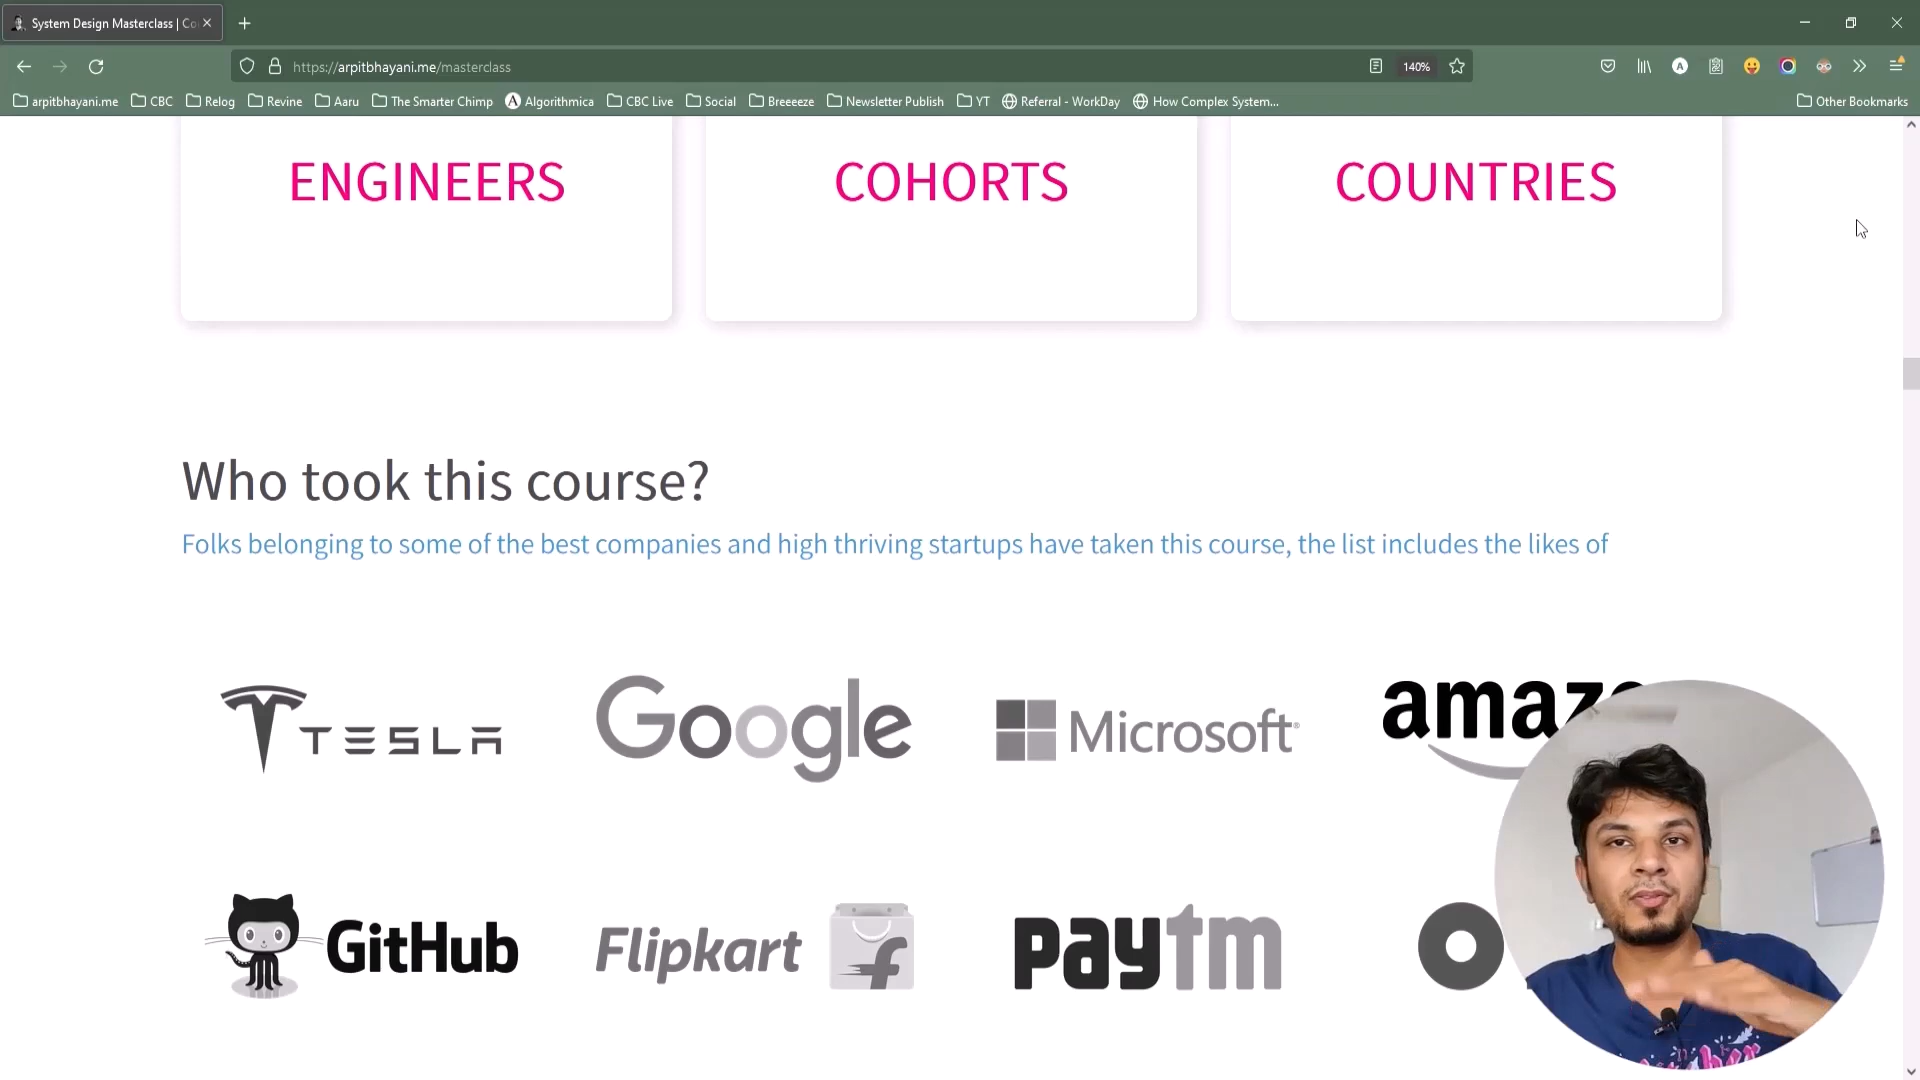 System Design Masterclass | Co
https://arpitbhayani.me/masterclass
140%
arpitbhayani.me CBC Relog Revine Aaru The Smarter Chimp Algorithmica CBC Live Social Breeeeze Newsletter Publish YT Referral - WorkDay How Complex System... Other Bookmarks
ENGINEERS COHORTS COUNTRIES
Who took this course?
Folks belonging to some of the best companies and high thriving startups have taken this course, the list includes the likes of
TESLA Google Microsoft amazo
GitHub Flipkart paytm